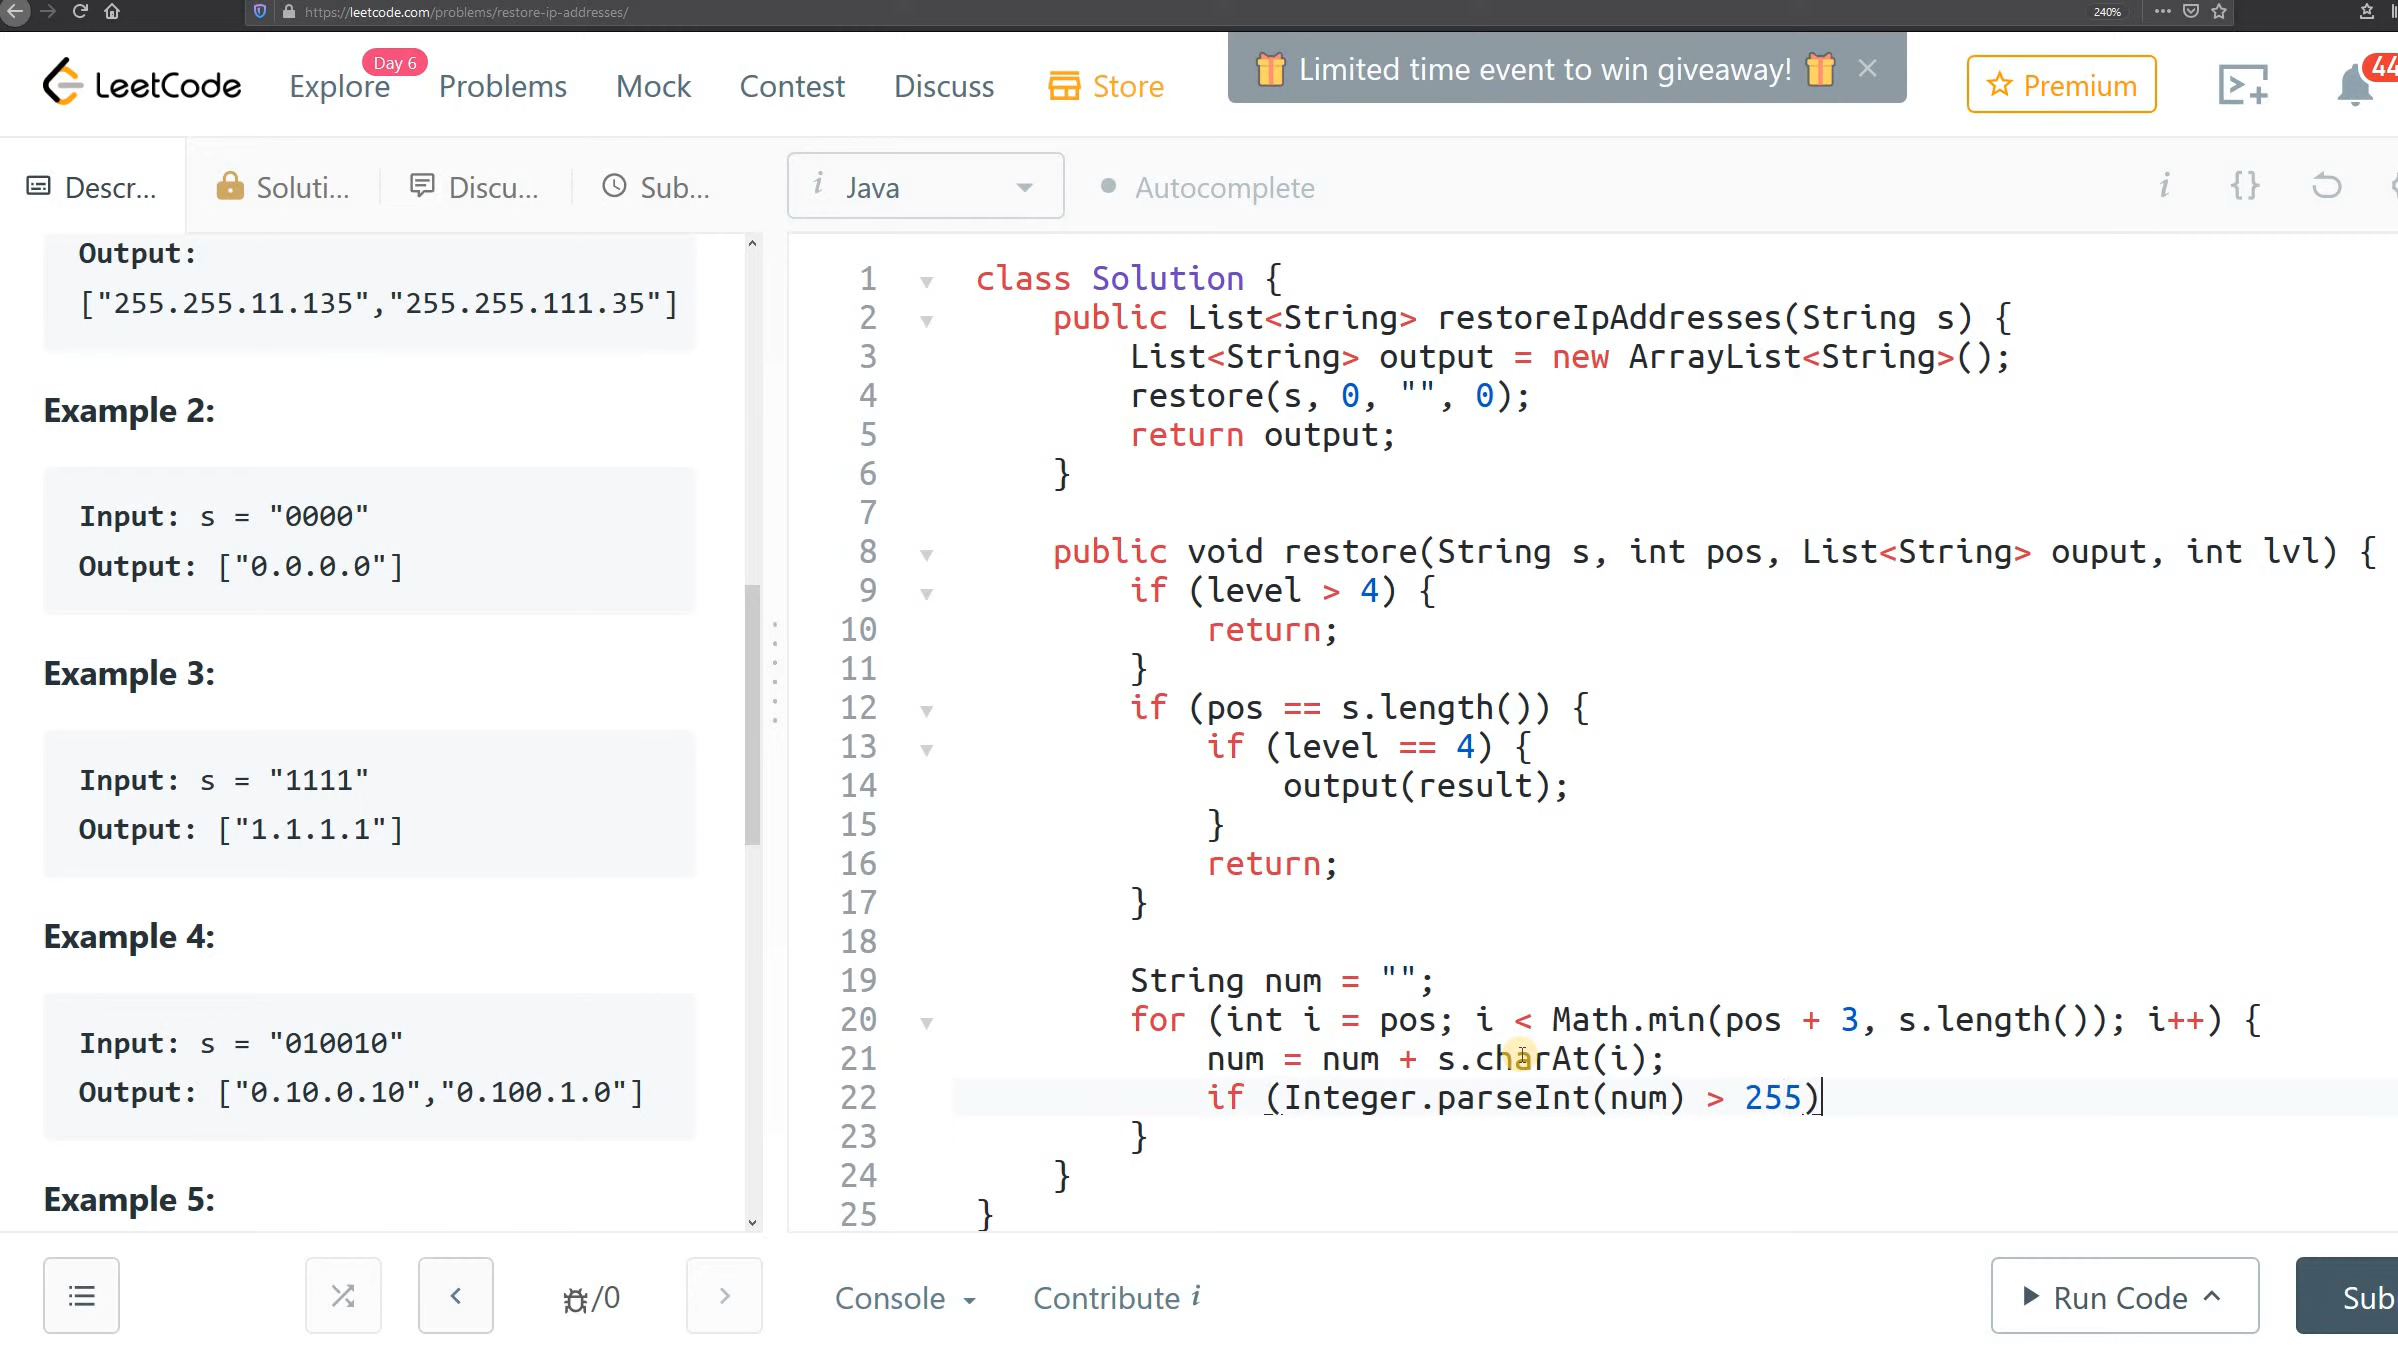 https://leetcode.com/problems/restore-ip-addresses/
240%
LeetCode
Explore
Day 6
Problems
Mock
Contest
Discuss
Store
Limited time event to win giveaway!
Premium
44
Descr...
Soluti...
Discu...
Sub...
i Java
Autocomplete
i {}
Output:
["255.255.11.135","255.255.111.35"]
Example 2:
Input: s = "0000"
Output: ["0.0.0.0"]
Example 3:
Input: s = "1111"
Output: ["1.1.1.1"]
Example 4:
Input: s = "010010"
Output: ["0.10.0.10","0.100.1.0"]
Example 5:
1 class Solution {
2 public List<String> restoreIpAddresses(String s) {
3 List<String> output = new ArrayList<String>();
4 restore(s, 0, "", 0);
5 return output;
6 }
7
8 public void restore(String s, int pos, List<String> ouput, int lvl) {
9 if (level > 4) {
10 return;
11 }
12 if (pos == s.length()) {
13 if (level == 4) {
14 output(result);
15 }
16 return;
17 }
18
19 String num = "";
20 for (int i = pos; i < Math.min(pos + 3, s.length()); i++) {
21 num = num + s.charAt(i);
22 if (Integer.parseInt(num) > 255)
23 }
24 }
25 }
/0
Console
Contribute i
Run Code
Sub